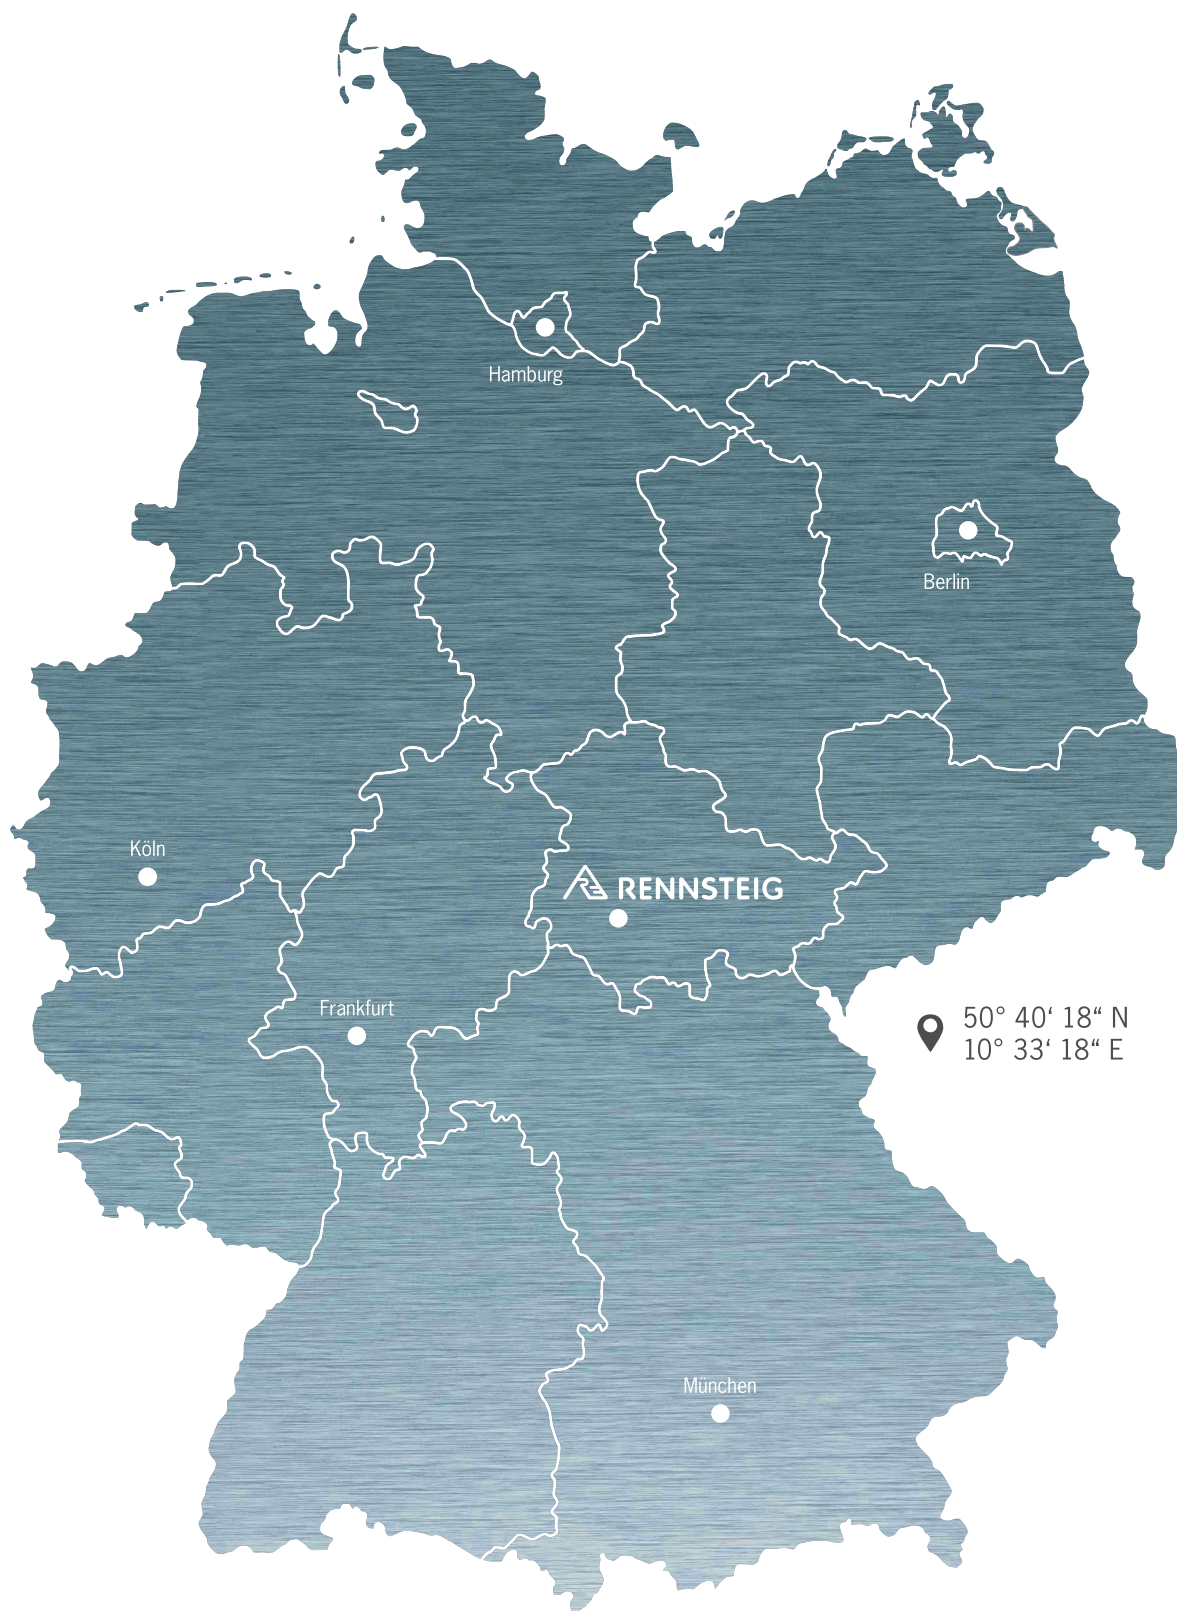 Hamburg
Berlin
Köln
RENNSTEIG
Frankfurt
50° 40‘ 18“ N
10° 33‘ 18“ E
München